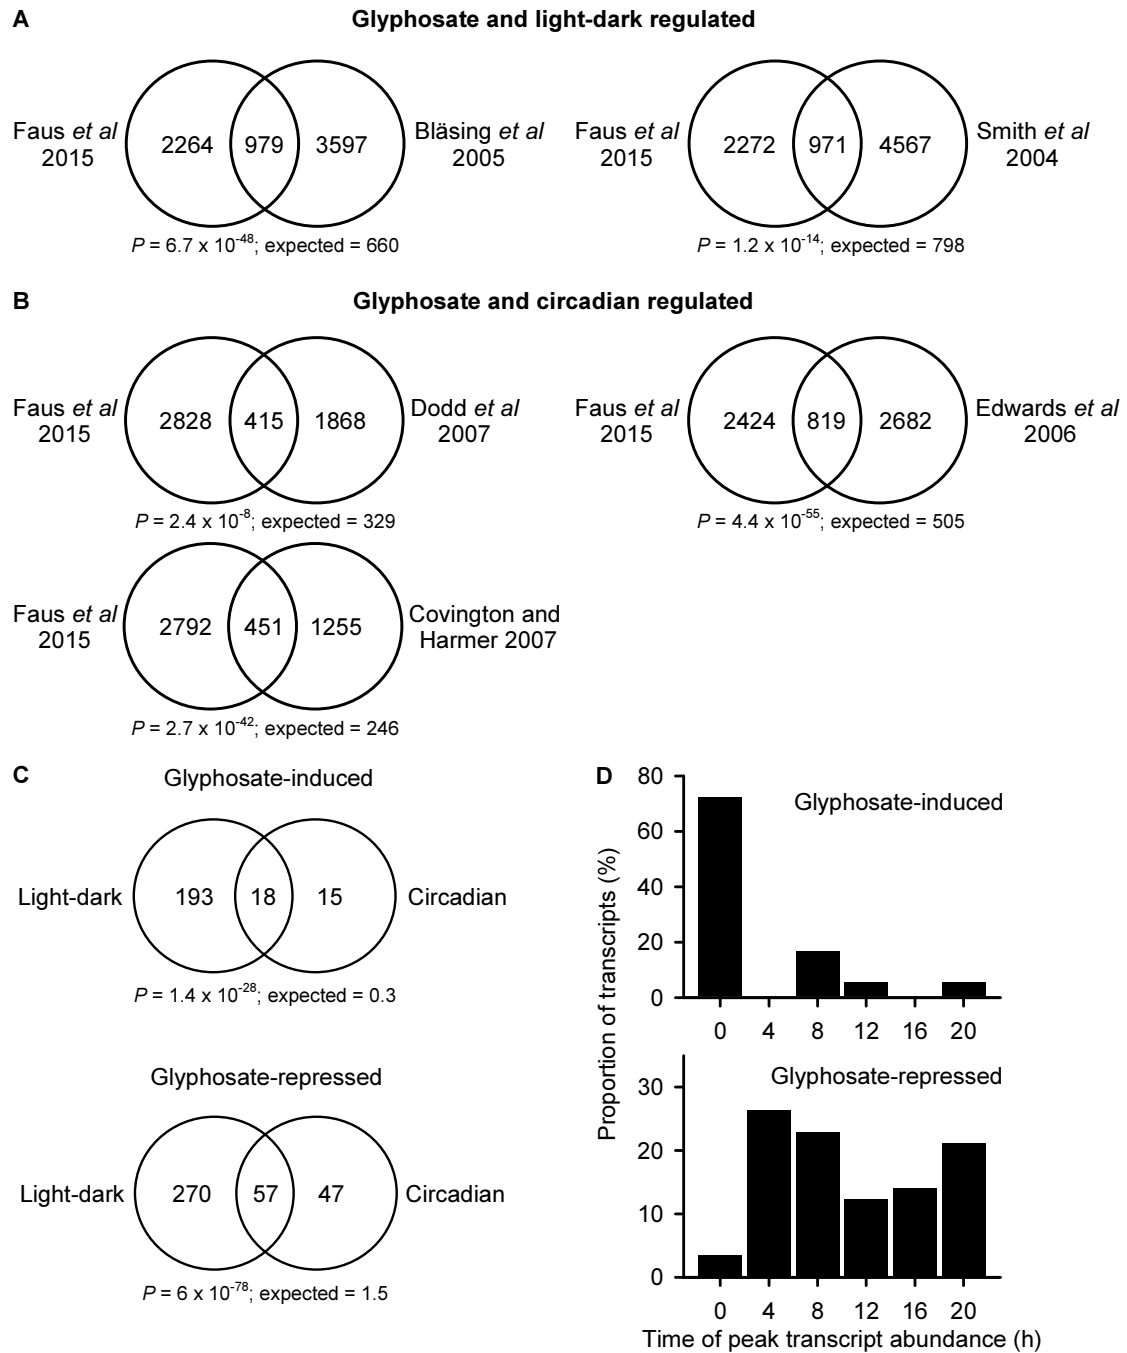 A
Glyphosate and light-dark regulated
Faus et al
2015
2264
979
3597
Bläsing et al
2005
P = 6.7 x 10-48; expected = 660
Faus et al
2015
2272
971
4567
Smith et al
2004
P = 1.2 x 10-14; expected = 798
B
Glyphosate and circadian regulated
Faus et al
2015
2828
415
1868
Dodd et al
2007
P = 2.4 x 10-8; expected = 329
Faus et al
2015
2424
819
2682
Edwards et al
2006
P = 4.4 x 10-55; expected = 505
Faus et al
2015
2792
451
1255
Covington and
Harmer 2007
P = 2.7 x 10-42; expected = 246
C
Glyphosate-induced
Light-dark
193
18
15
Circadian
P = 1.4 x 10-28; expected = 0.3
Glyphosate-repressed
Light-dark
270
57
47
Circadian
P = 6 x 10-78; expected = 1.5
D
Proportion of transcripts (%)
Glyphosate-induced
80
60
40
20
0
0 4 8 12 16 20
Glyphosate-repressed
30
20
10
0
0 4 8 12 16 20
Time of peak transcript abundance (h)